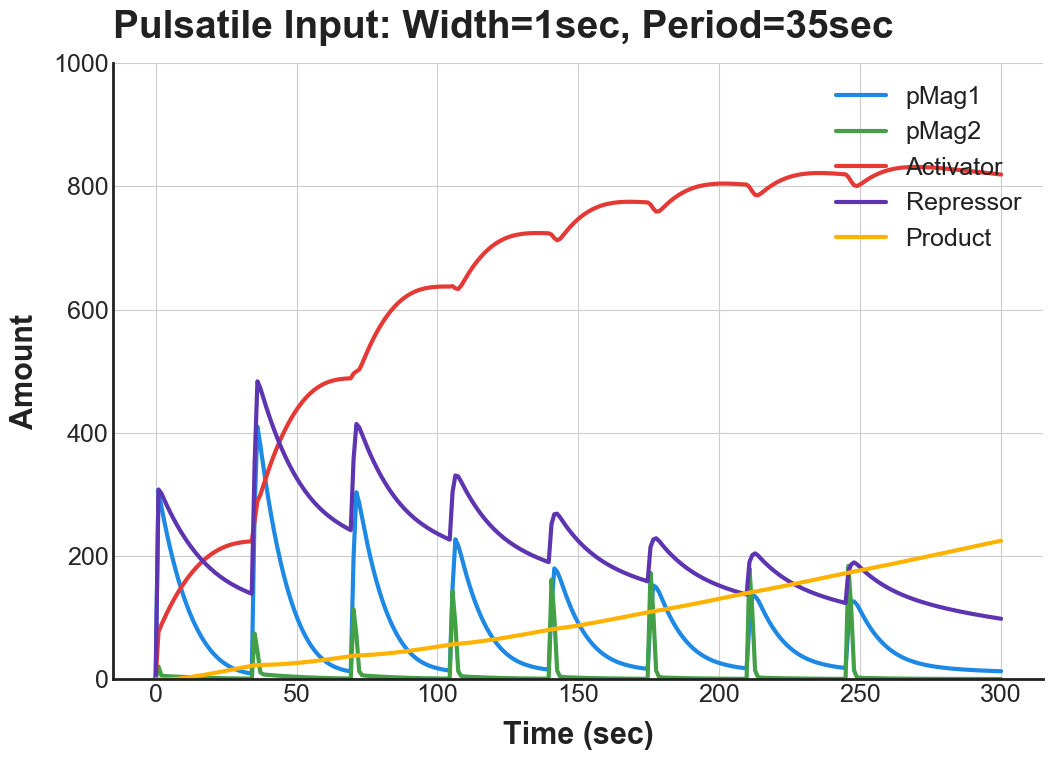 Pulsatile Input: Width=1sec, Period=35sec
1000
800
600
400
200
0
Amount
pMag1
pMag2
Activator
Repressor
Product
0 50 100 150 200 250 300
Time (sec)